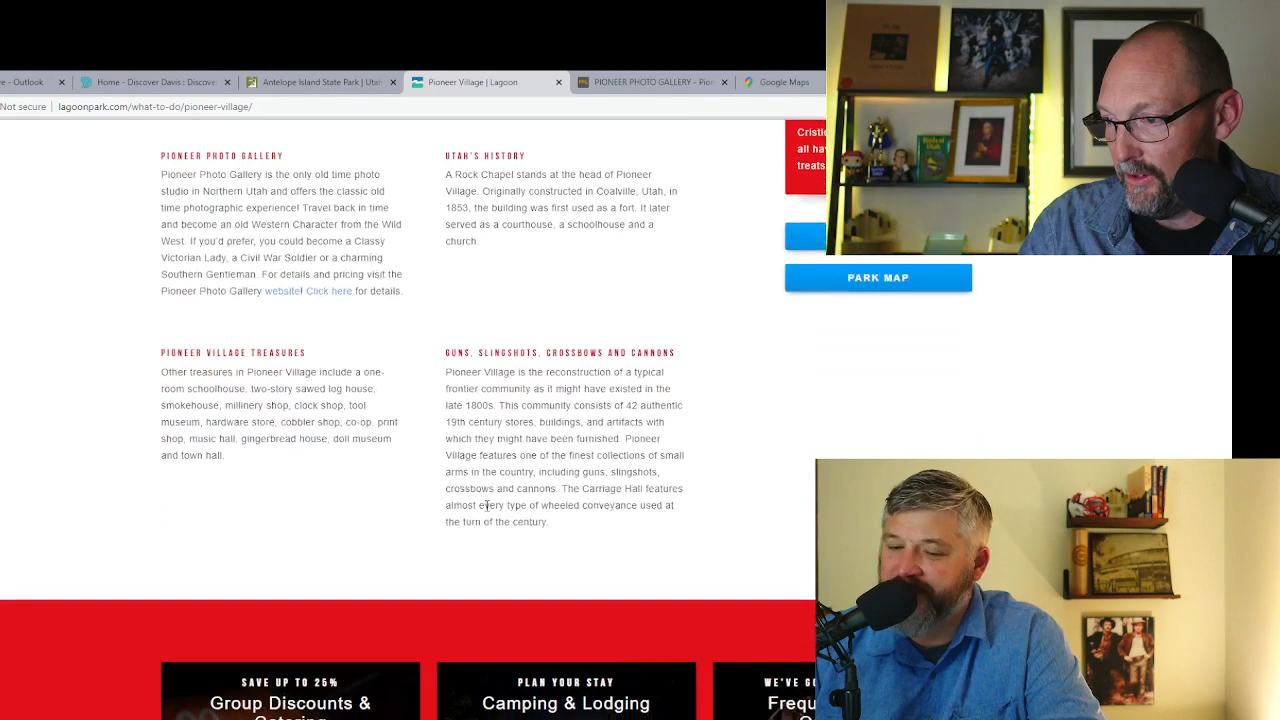 re - Outlook
Home - Discover Davis : Discove
Antelope Island State Park | Utah
Pioneer Village | Lagoon
PIONEER PHOTO GALLERY - Pion
Google Maps
Not secure | lagoonpark.com/what-to-do/pioneer-village/
PIONEER PHOTO GALLERY
Pioneer Photo Gallery is the only old time photo
studio in Northern Utah and offers the classic old
time photographic experience! Travel back in time
and become an old Western Character from the Wild
West. If you'd prefer, you could become a Classy
Victorian Lady, a Civil War Soldier or a charming
Southern Gentleman. For details and pricing visit the
Pioneer Photo Gallery website! Click here for details.
UTAH'S HISTORY
A Rock Chapel stands at the head of Pioneer
Village. Originally constructed in Coalville, Utah, in
1853, the building was first used as a fort. It later
served as a courthouse, a schoolhouse and a
church.
Cristie
all hav
treats
PARK MAP
PIONEER VILLAGE TREASURES
Other treasures in Pioneer Village include a one-
room schoolhouse, two-story sawed log house,
smokehouse, millinery shop, clock shop, tool
museum, hardware store, cobbler shop, co-op, print
shop, music hall, gingerbread house, doll museum
and town hall.
GUNS, SLINGSHOTS, CROSSBOWS AND CANNONS
Pioneer Village is the reconstruction of a typical
frontier community as it might have existed in the
late 1800s. This community consists of 42 authentic
19th century stores, buildings, and artifacts with
which they might have been furnished. Pioneer
Village features one of the finest collections of small
arms in the country, including guns, slingshots,
crossbows and cannons. The Carriage Hall features
almost every type of wheeled conveyance used at
the turn of the century.
SAVE UP TO 25%
Group Discounts &
Catering
PLAN YOUR STAY
Camping & Lodging
WE'VE GO
Frequ